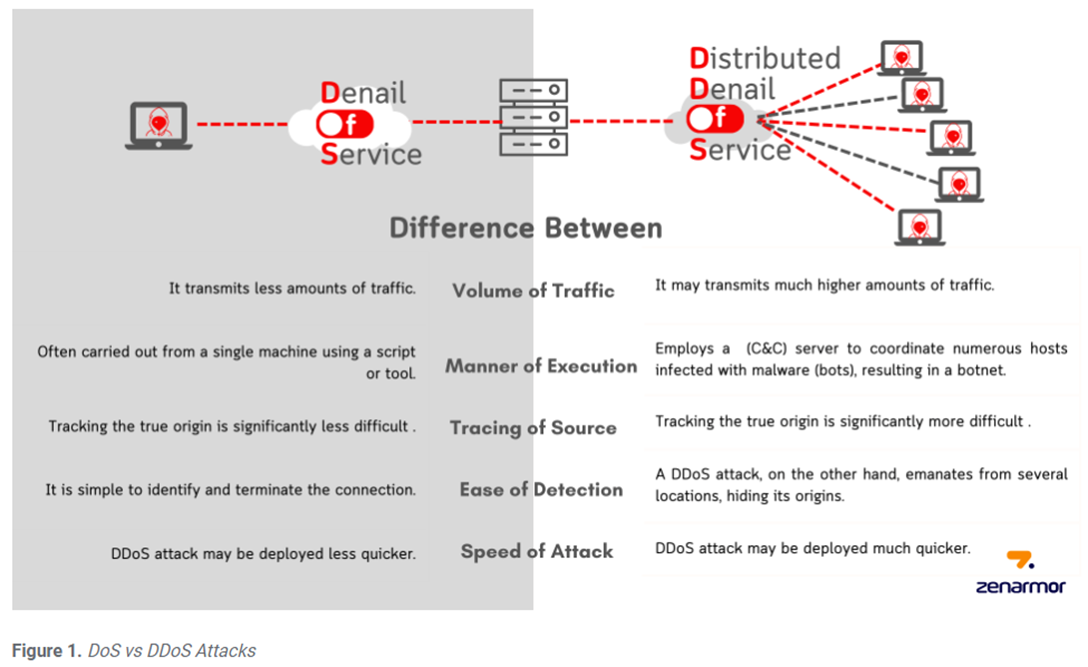 Denail
Of
Service
Distributed
Denail
Of
Service
Difference Between
It transmits less amounts of traffic.
Volume of Traffic
It may transmits much higher amounts of traffic.
Often carried out from a single machine using a script
or tool.
Manner of Execution
Employs a (C&C) server to coordinate numerous hosts
infected with malware (bots), resulting in a botnet.
Tracking the true origin is significantly less difficult .
Tracing of Source
Tracking the true origin is significantly more difficult .
It is simple to identify and terminate the connection.
Ease of Detection
A DDoS attack, on the other hand, emanates from several
locations, hiding its origins.
DDoS attack may be deployed less quicker.
Speed of Attack
DDoS attack may be deployed much quicker.
zenarmor
Figure 1. DoS vs DDoS Attacks